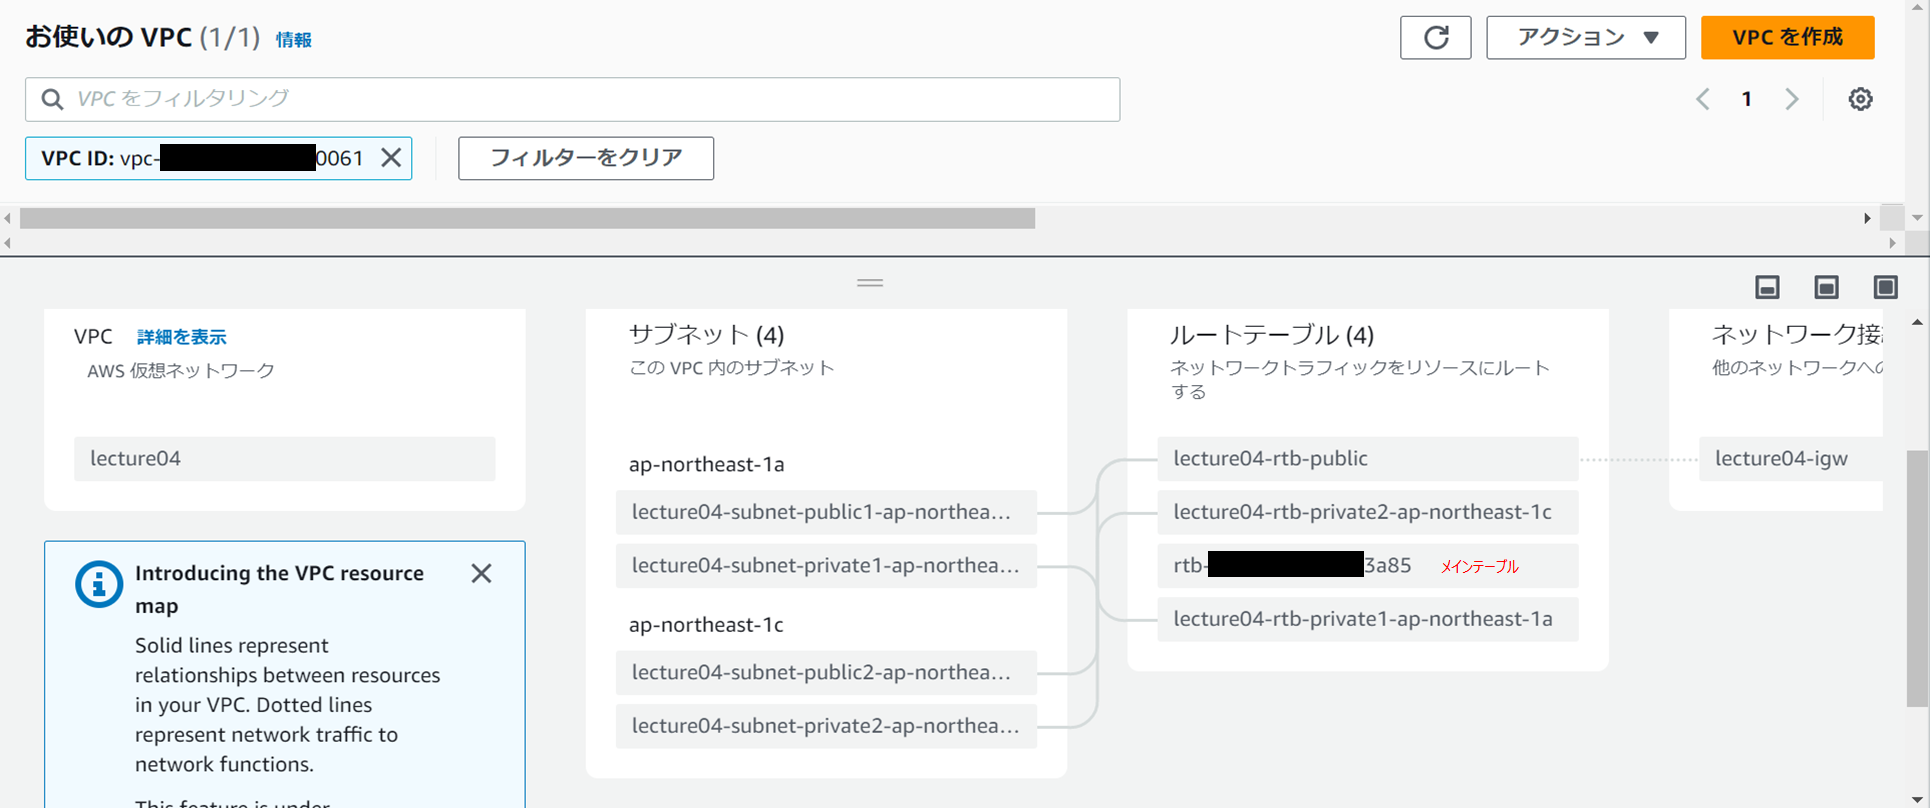 お使いの VPC (1/1) 情報
アクション
VPC を作成
VPC をフィルタリング
1
VPC ID: vpc-
0061
フィルターをクリア
VPC 詳細を表示
AWS 仮想ネットワーク
lecture04
Introducing the VPC resource
map
Solid lines represent
relationships between resources
in your VPC. Dotted lines
represent network traffic to
network functions.
This feature is under
サブネット (4)
この VPC 内のサブネット
ap-northeast-1a
lecture04-subnet-public1-ap-northea...
lecture04-subnet-private1-ap-northea...
ap-northeast-1c
lecture04-subnet-public2-ap-northea...
lecture04-subnet-private2-ap-northea...
ルートテーブル (4)
ネットワークトラフィックをリソースにルート
する
lecture04-rtb-public
lecture04-rtb-private2-ap-northeast-1c
rtb-
3a85 メインテーブル
lecture04-rtb-private1-ap-northeast-1a
ネットワーク接
他のネットワークへの
lecture04-igw